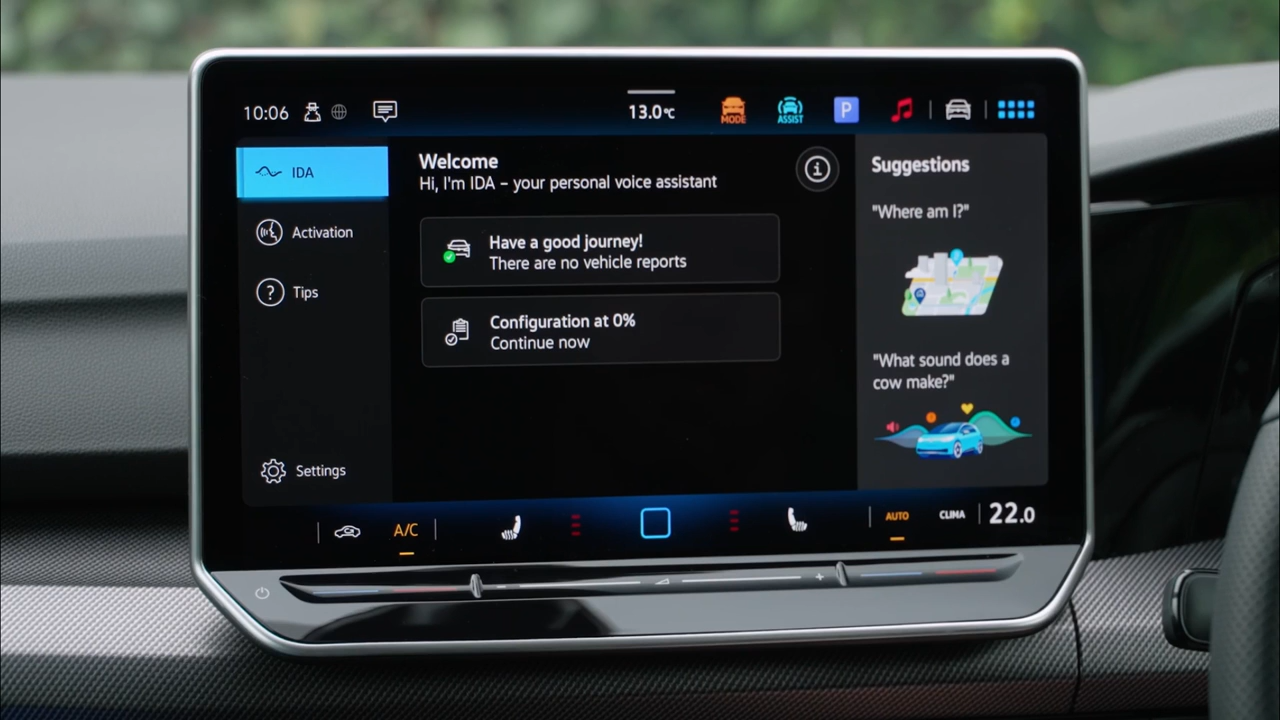 10:06
13.0°C
MODE
ASSIST
P
IDA
Activation
Tips
Settings
Welcome
Hi, I'm IDA – your personal voice assistant
Have a good journey!
There are no vehicle reports
Configuration at 0%
Continue now
Suggestions
"Where am I?"
"What sound does a
cow make?"
A/C
AUTO
CLIMA
22.0